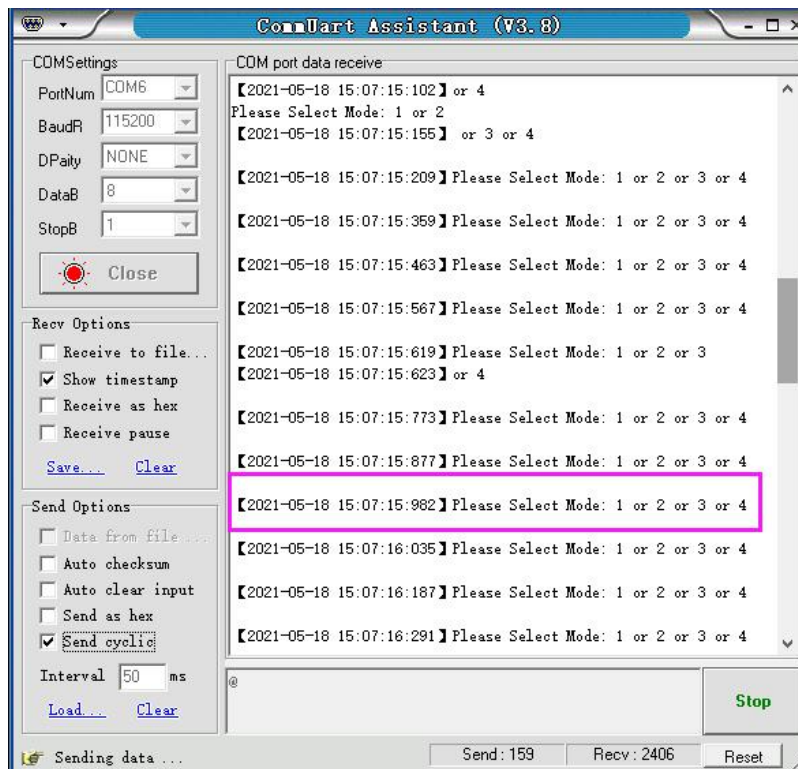 CommUart Assistant (V3.8)
COMSettings
PortNum COM6
BaudR 115200
DPaity NONE
DataB 8
StopB 1
Close
Recv Options
Receive to file...
Show timestamp
Receive as hex
Receive pause
Save... Clear
Send Options
Data from file ...
Auto checksum
Auto clear input
Send as hex
Send cyclic
Interval 50 ms
Load... Clear
COM port data receive
【2021-05-18 15:07:15:102】or 4
Please Select Mode: 1 or 2
【2021-05-18 15:07:15:155】 or 3 or 4
【2021-05-18 15:07:15:209】Please Select Mode: 1 or 2 or 3 or 4
【2021-05-18 15:07:15:359】Please Select Mode: 1 or 2 or 3 or 4
【2021-05-18 15:07:15:463】Please Select Mode: 1 or 2 or 3 or 4
【2021-05-18 15:07:15:567】Please Select Mode: 1 or 2 or 3 or 4
【2021-05-18 15:07:15:619】Please Select Mode: 1 or 2 or 3
【2021-05-18 15:07:15:623】or 4
【2021-05-18 15:07:15:773】Please Select Mode: 1 or 2 or 3 or 4
【2021-05-18 15:07:15:877】Please Select Mode: 1 or 2 or 3 or 4
【2021-05-18 15:07:15:982】Please Select Mode: 1 or 2 or 3 or 4
【2021-05-18 15:07:16:035】Please Select Mode: 1 or 2 or 3 or 4
【2021-05-18 15:07:16:187】Please Select Mode: 1 or 2 or 3 or 4
【2021-05-18 15:07:16:291】Please Select Mode: 1 or 2 or 3 or 4
@
Stop
Sending data ...
Send : 159
Recv : 2406
Reset